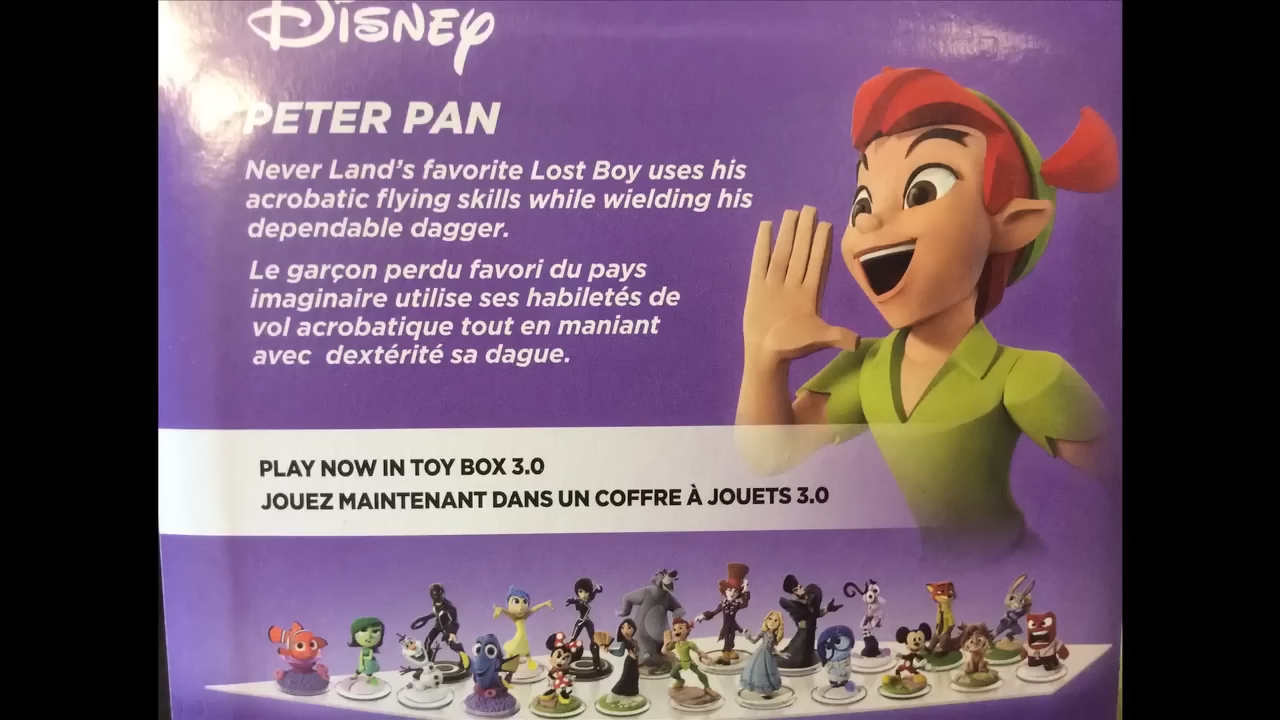 Disney
PETER PAN
Never Land's favorite Lost Boy uses his
acrobatic flying skills while wielding his
dependable dagger.
Le garçon perdu favori du pays
imaginaire utilise ses habiletés de
vol acrobatique tout en maniant
avec dextérité sa dague.
PLAY NOW IN TOY BOX 3.0
JOUEZ MAINTENANT DANS UN COFFRE À JOUETS 3.0